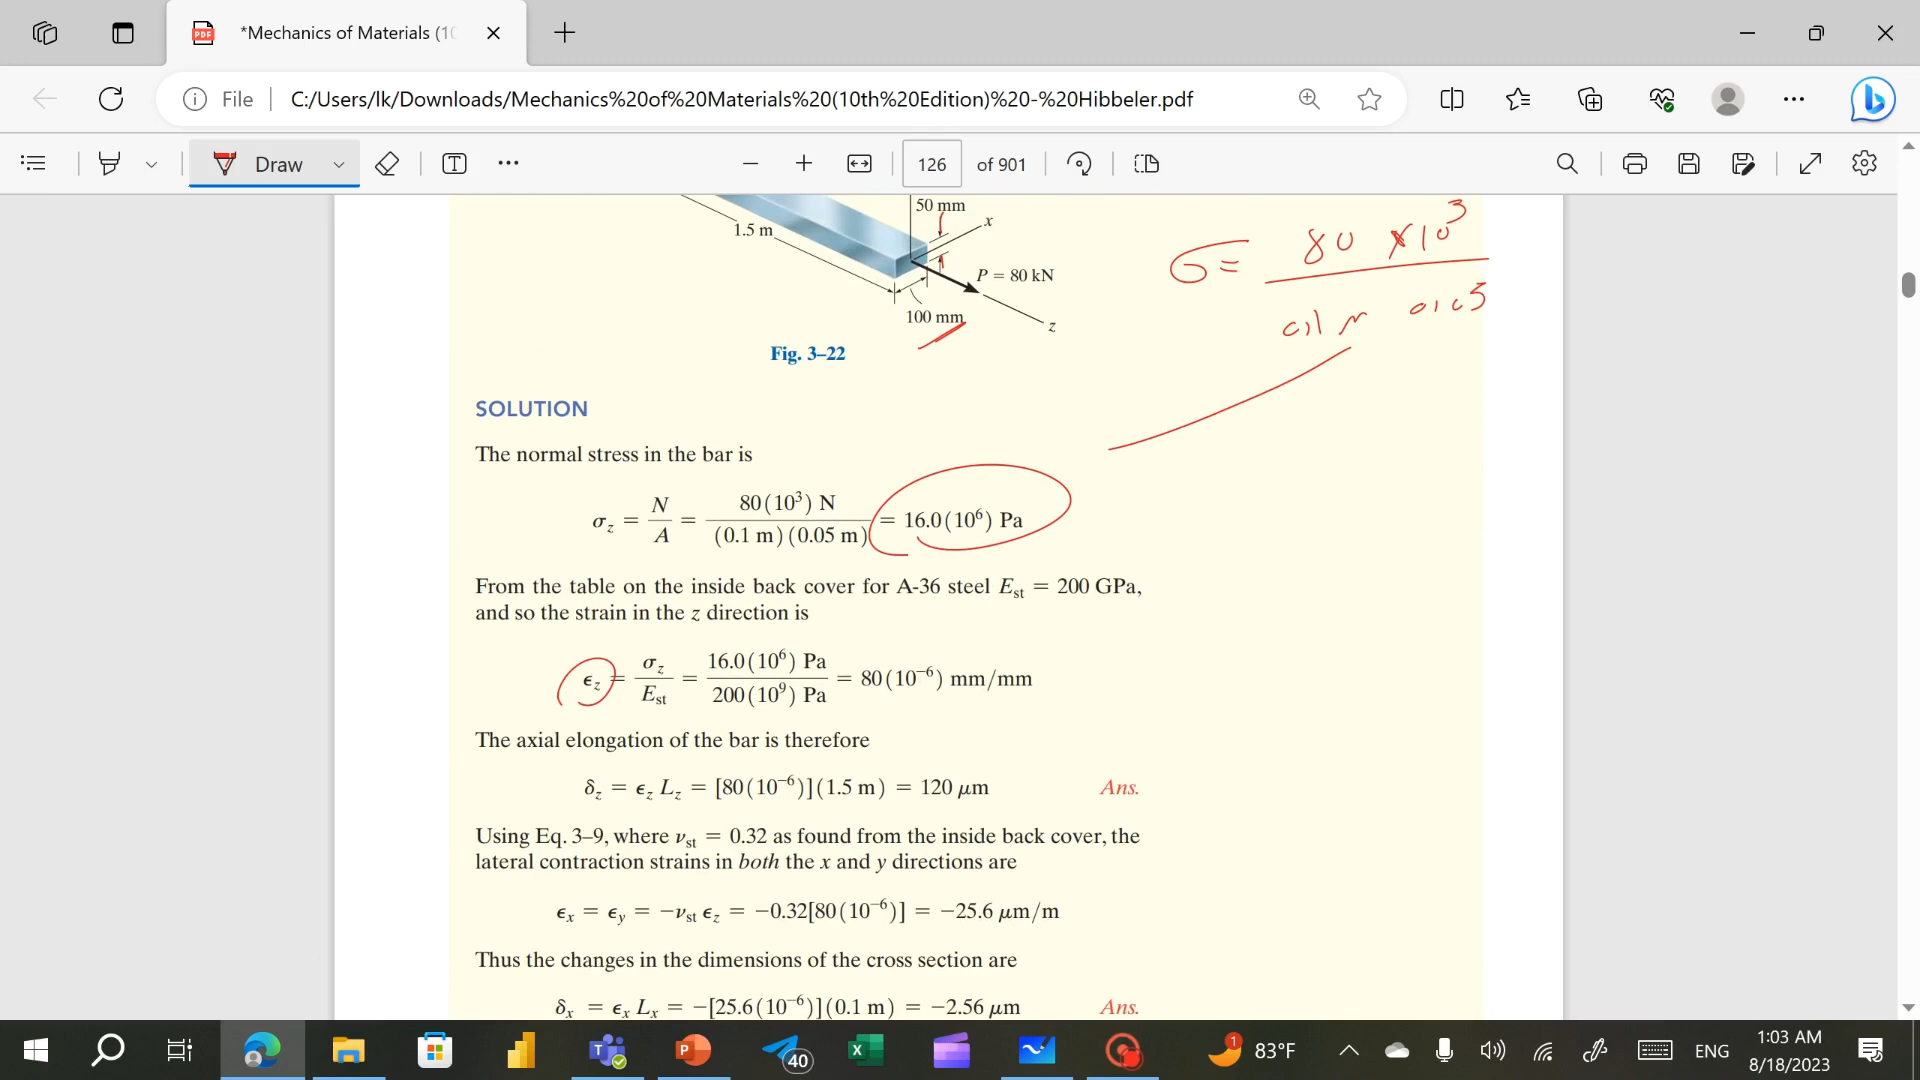 *Mechanics of Materials (10
File
C:/Users/lk/Downloads/Mechanics%20of%20Materials%20(10th%20Edition)%20-%20Hibbeler.pdf
Draw
126 of 901
50 mm
x
1.5 m
P = 80 kN
100 mm
z
Fig. 3–22
σ = 80 ×10³
SOLUTION
The normal stress in the bar is
σz = N/A = 80(10³) N / (0.1 m)(0.05 m) = 16.0(10⁶) Pa
From the table on the inside back cover for A-36 steel Est = 200 GPa,
and so the strain in the z direction is
ϵz = σz/Est = 16.0(10⁶) Pa / 200(10⁹) Pa = 80(10⁻⁶) mm/mm
The axial elongation of the bar is therefore
δz = ϵz Lz = [80(10⁻⁶)](1.5 m) = 120 μm Ans.
Using Eq. 3–9, where νst = 0.32 as found from the inside back cover, the
lateral contraction strains in both the x and y directions are
ϵx = ϵy = −νst ϵz = −0.32[80(10⁻⁶)] = −25.6 μm/m
Thus the changes in the dimensions of the cross section are
δx = ϵx Lx = −[25.6(10⁻⁶)](0.1 m) = −2.56 μm Ans.
40
1
83°F
ENG
1:03 AM
8/18/2023